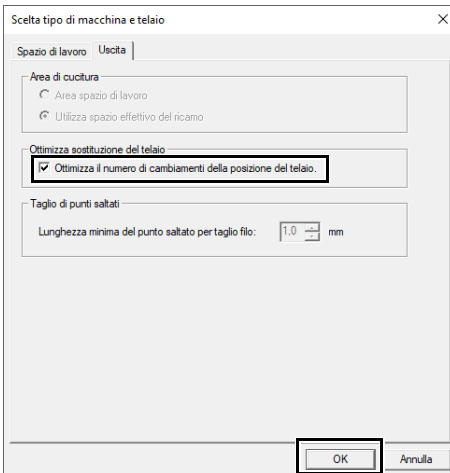 Scelta tipo di macchina e telaio
Spazio di lavoro Uscita
Area di cucitura
Area spazio di lavoro
Utilizza spazio effettivo del ricamo
Ottimizza sostituzione del telaio
Ottimizza il numero di cambiamenti della posizione del telaio.
Taglio di punti saltati
Lunghezza minima del punto saltato per taglio filo: 1,0 mm
OK Annulla